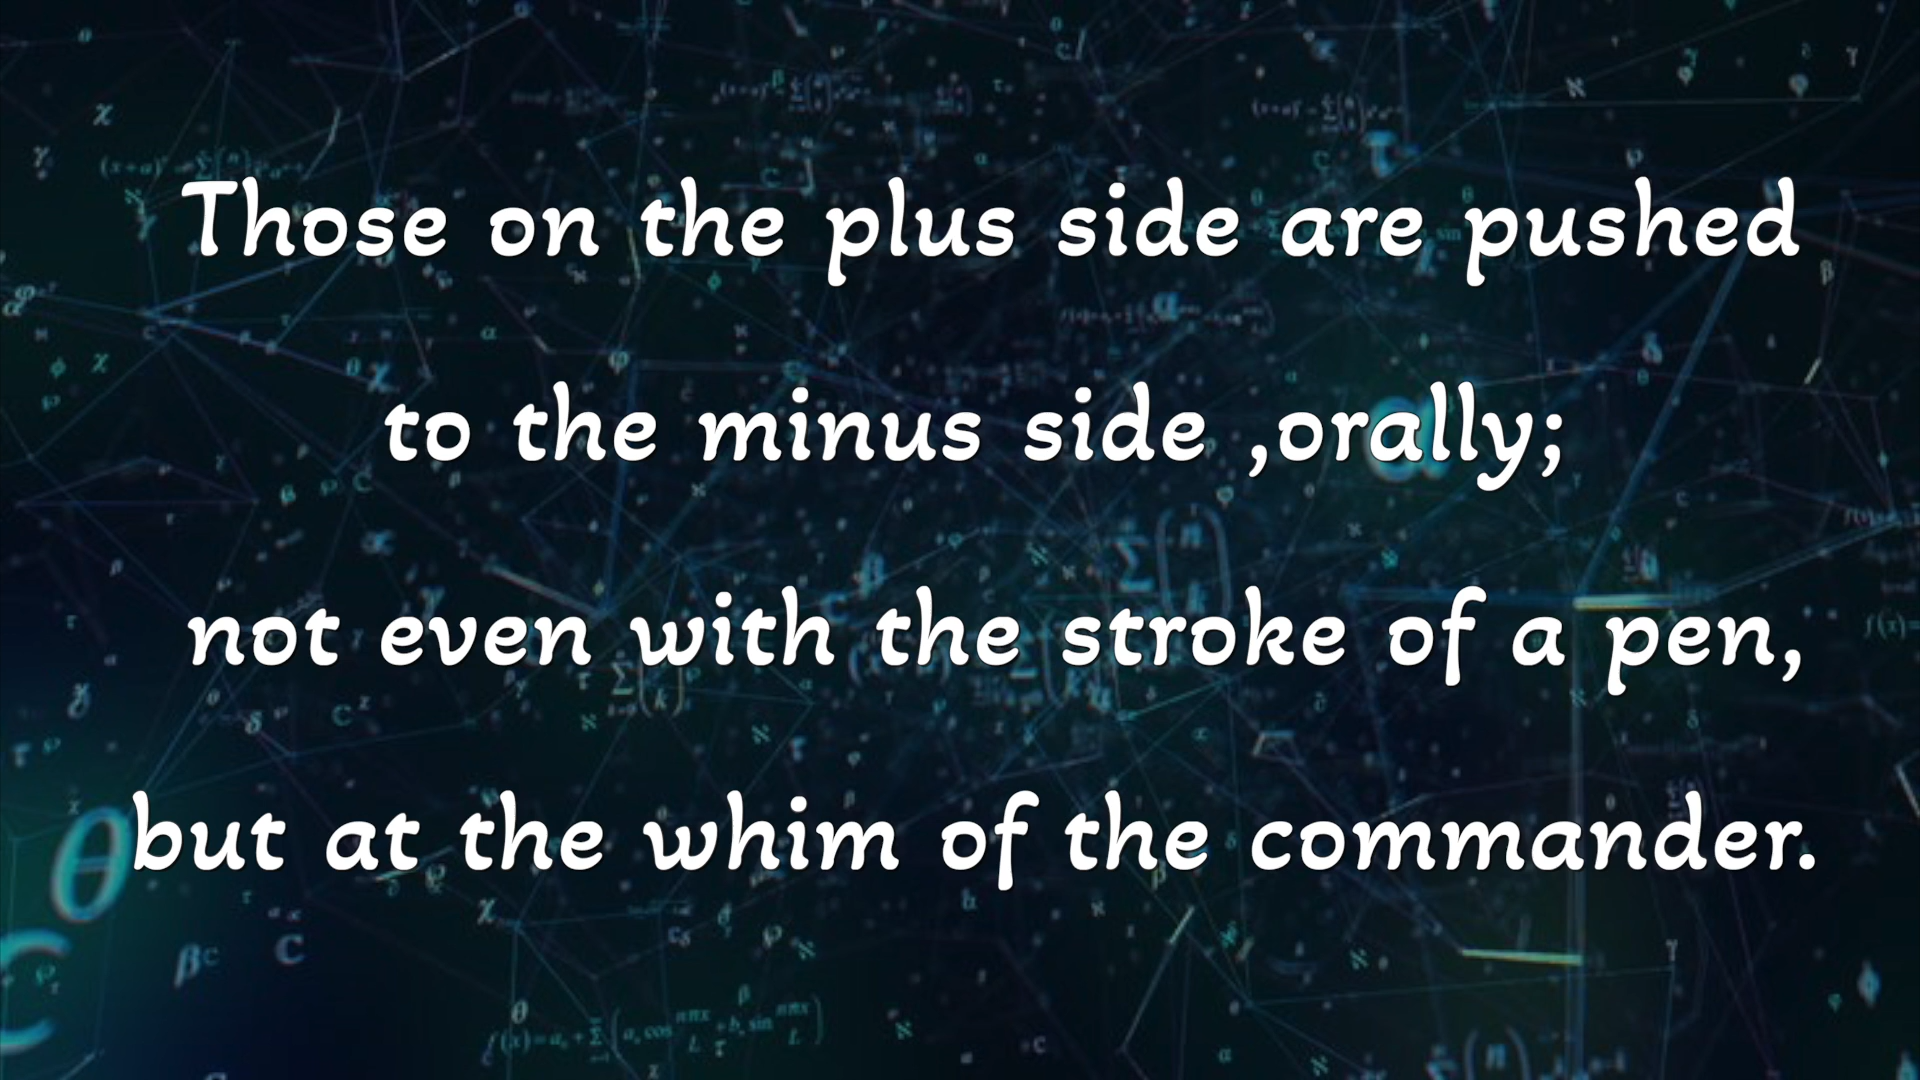 Those on the plus side are pushed
to the minus side ,orally;
not even with the stroke of a pen,
but at the whim of the commander.